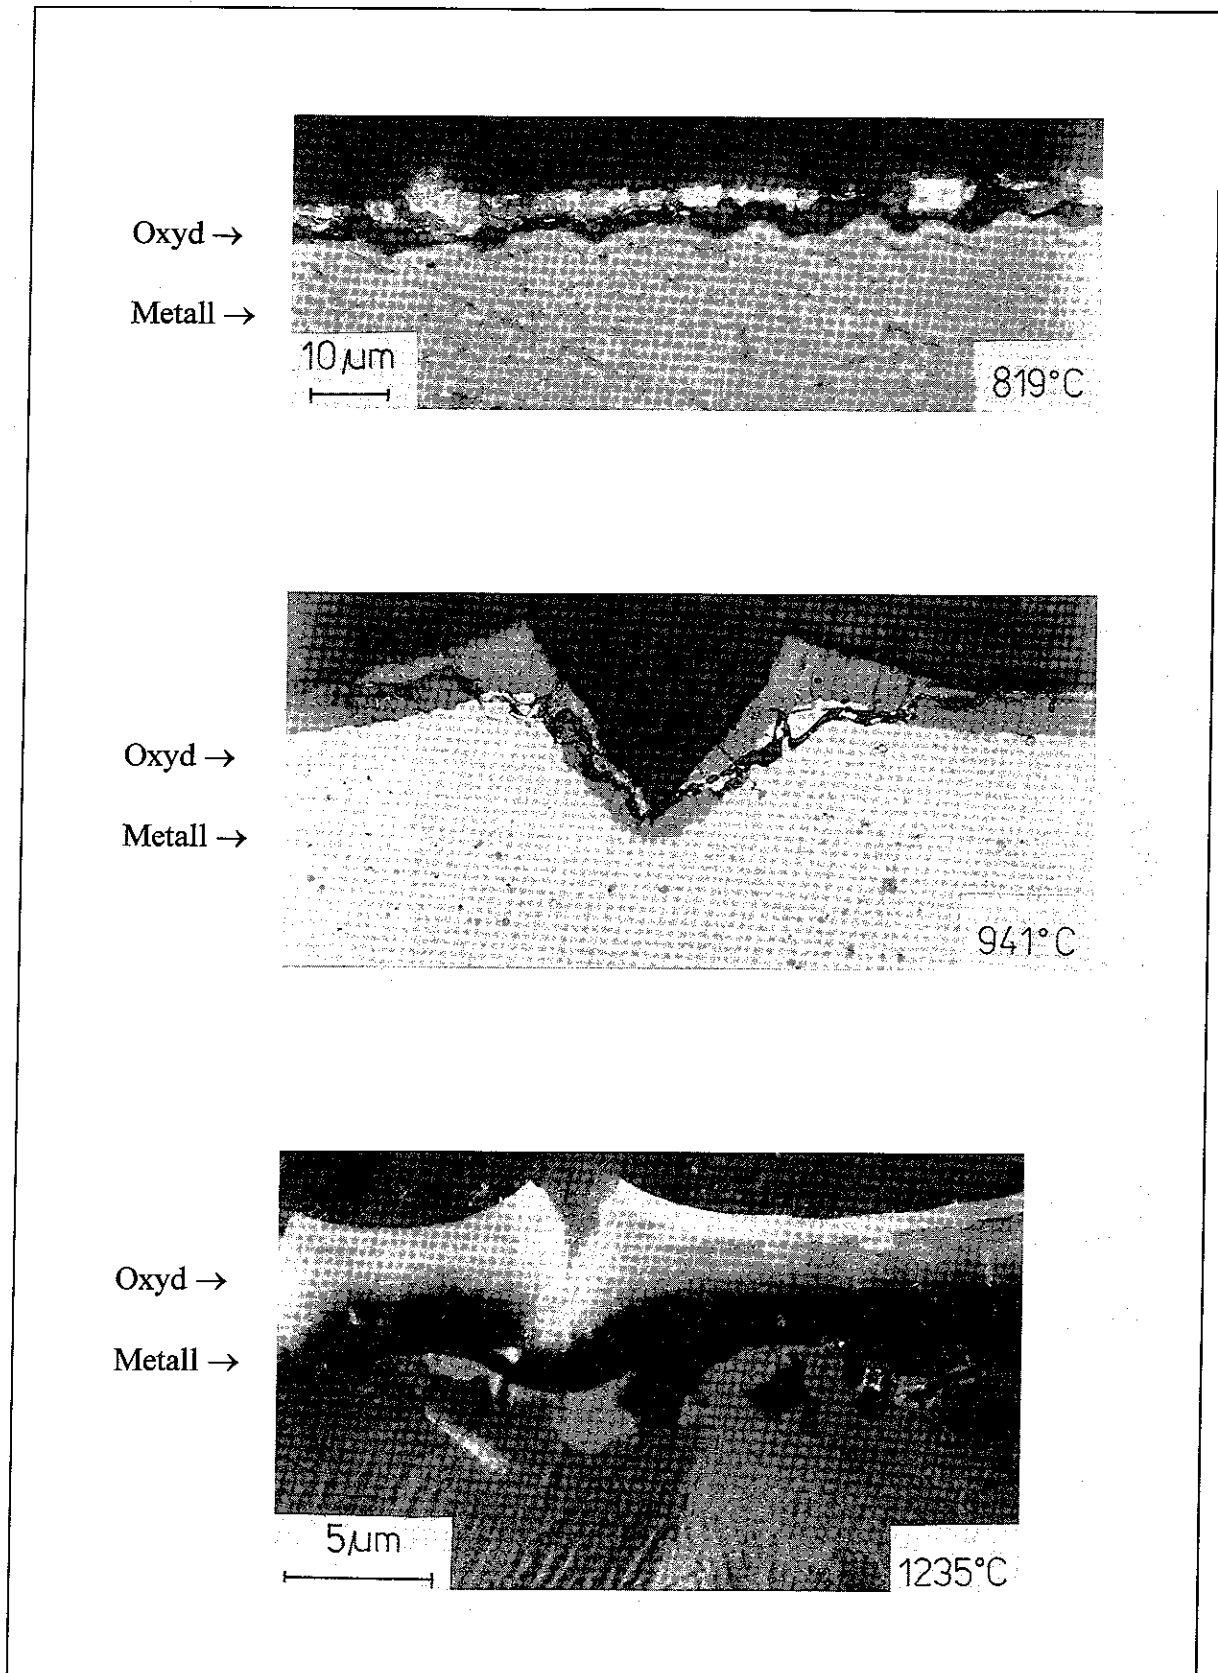 Oxyd →
Metall →
10 µm
819°C
Oxyd →
Metall →
941°C
Oxyd →
Metall →
5 µm
1235°C